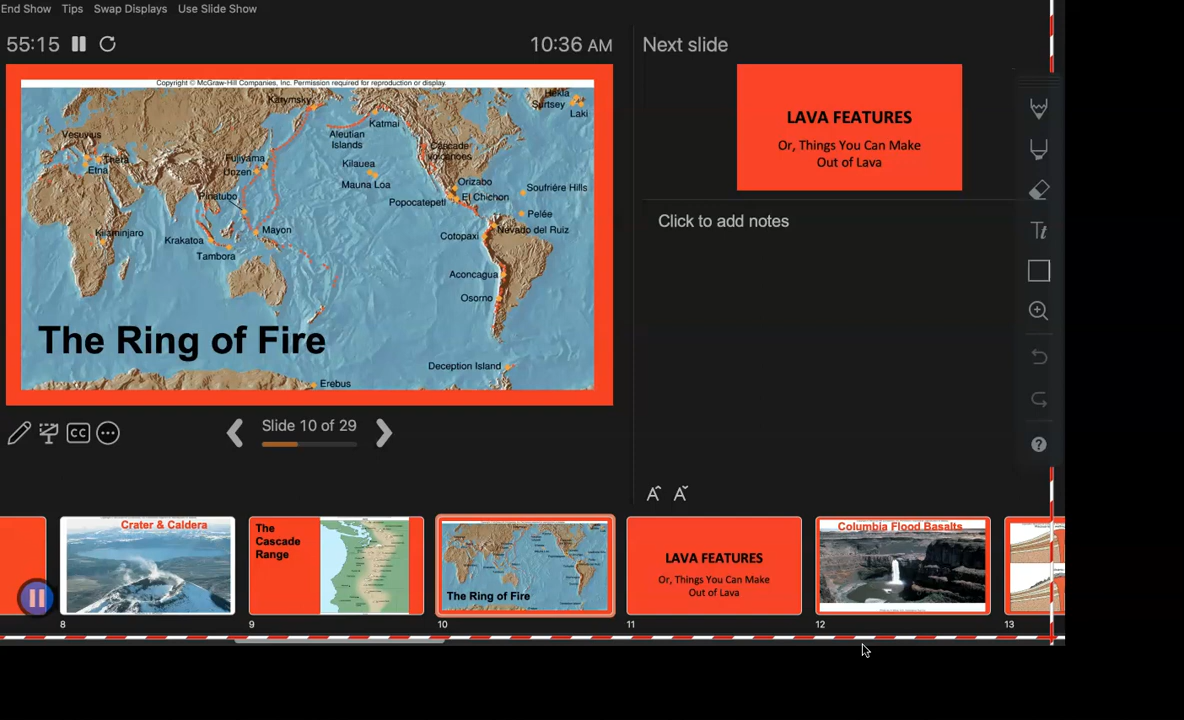 End Show Tips Swap Displays Use Slide Show
55:15 10:36 AM
Copyright © McGraw-Hill Companies, Inc. Permission required for reproduction or display.
Karymsky
Hekla
Surtsey
Laki
Katmai
Vesuvius
Aleutian
Islands
Cascade
volcanoes
Thera
Etna
Fujiyama
Unzen
Kilauea
Mauna Loa
Orizabo
El Chichon
Popocatepetl
Soufriére Hills
Pinatubo
Pelée
Kilaminjaro
Krakatoa
Mayon
Cotopaxi
Nevado del Ruiz
Tambora
Aconcagua
Osorno
The Ring of Fire
Deception Island
Erebus
Slide 10 of 29
CC
Next slide
LAVA FEATURES
Or, Things You Can Make
Out of Lava
Click to add notes
Tt
?
A A
Crater & Caldera
8
The
Cascade
Range
9
The Ring of Fire
10
LAVA FEATURES
Or, Things You Can Make
Out of Lava
11
Columbia Flood Basalts
12
13